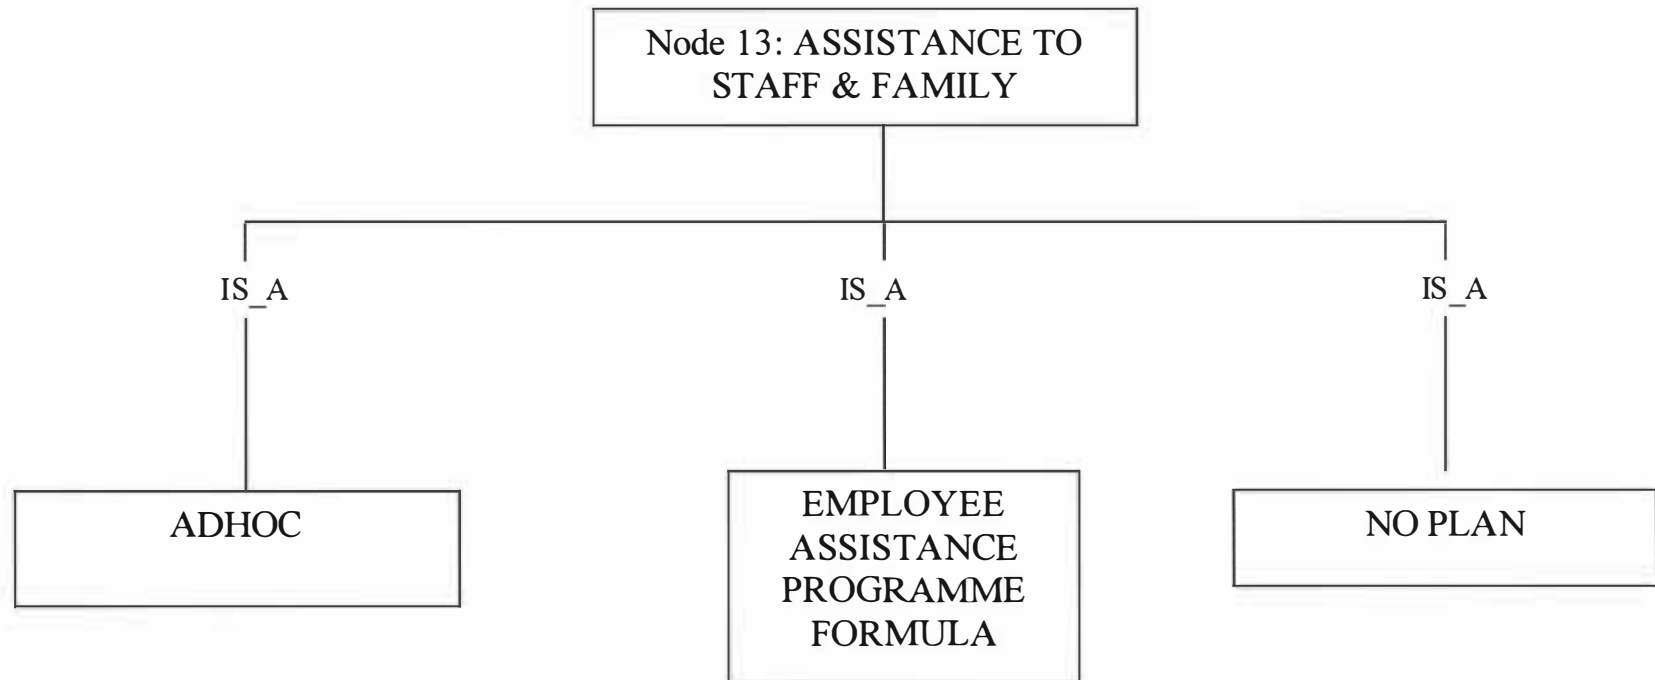 Node 13: ASSISTANCE TO
STAFF & FAMILY
IS_A
IS_A
IS_A
ADHOC
EMPLOYEE
ASSISTANCE
PROGRAMME
FORMULA
NO PLAN